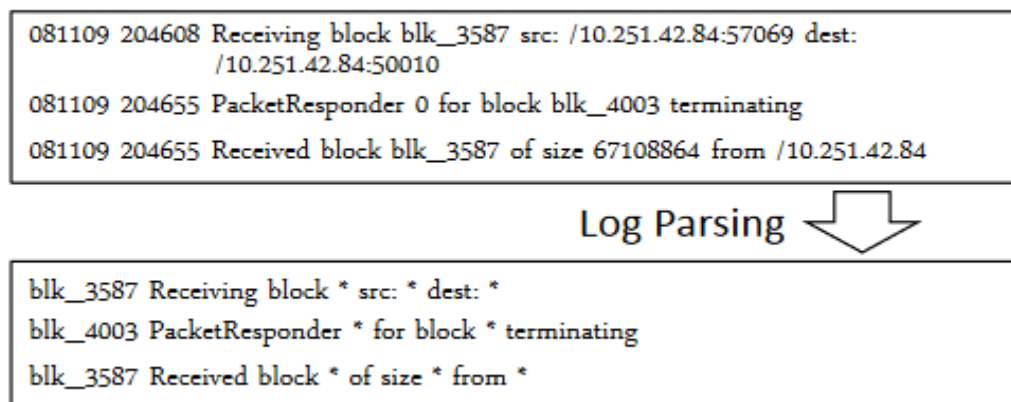 081109 204608 Receiving block blk_3587 src: /10.251.42.84:57069 dest:
/10.251.42.84:50010
081109 204655 PacketResponder 0 for block blk_4003 terminating
081109 204655 Received block blk_3587 of size 67108864 from /10.251.42.84
Log Parsing
blk_3587 Receiving block * src: * dest: *
blk_4003 PacketResponder * for block * terminating
blk_3587 Received block * of size * from *